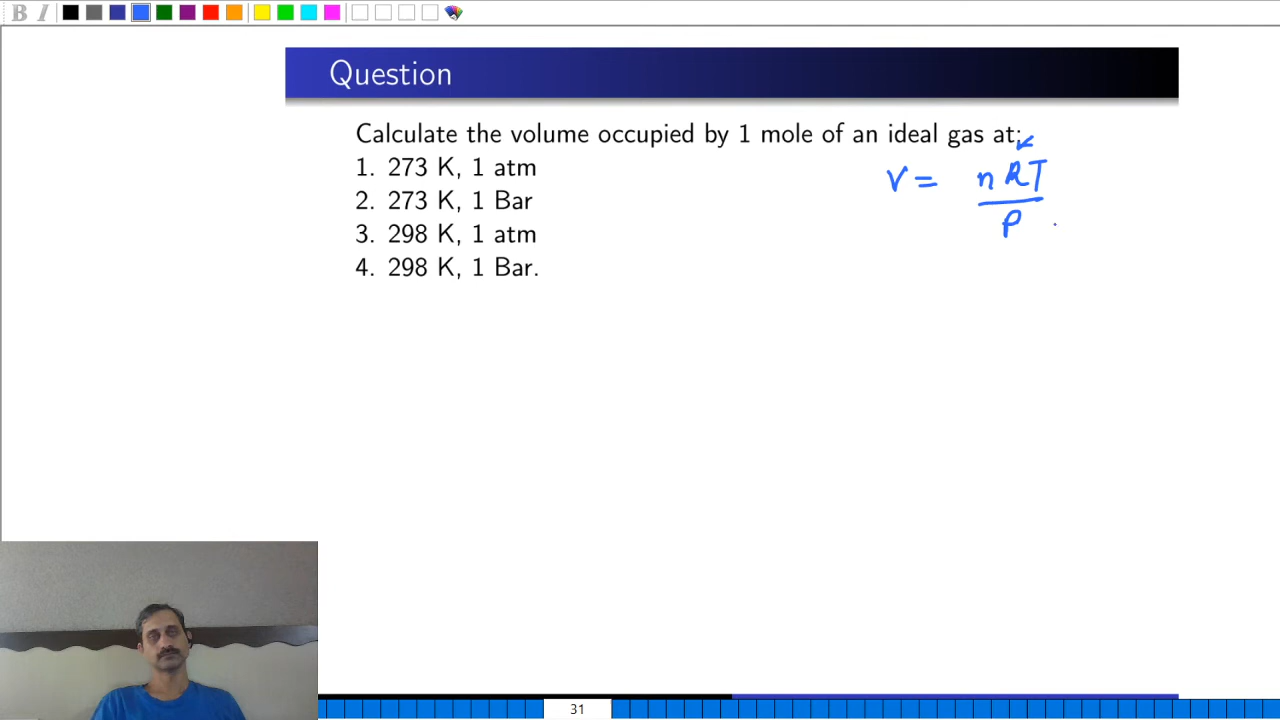 B I
Question
Calculate the volume occupied by 1 mole of an ideal gas at:
1. 273 K, 1 atm
2. 273 K, 1 Bar
3. 298 K, 1 atm
4. 298 K, 1 Bar.
V = nRT
P
31